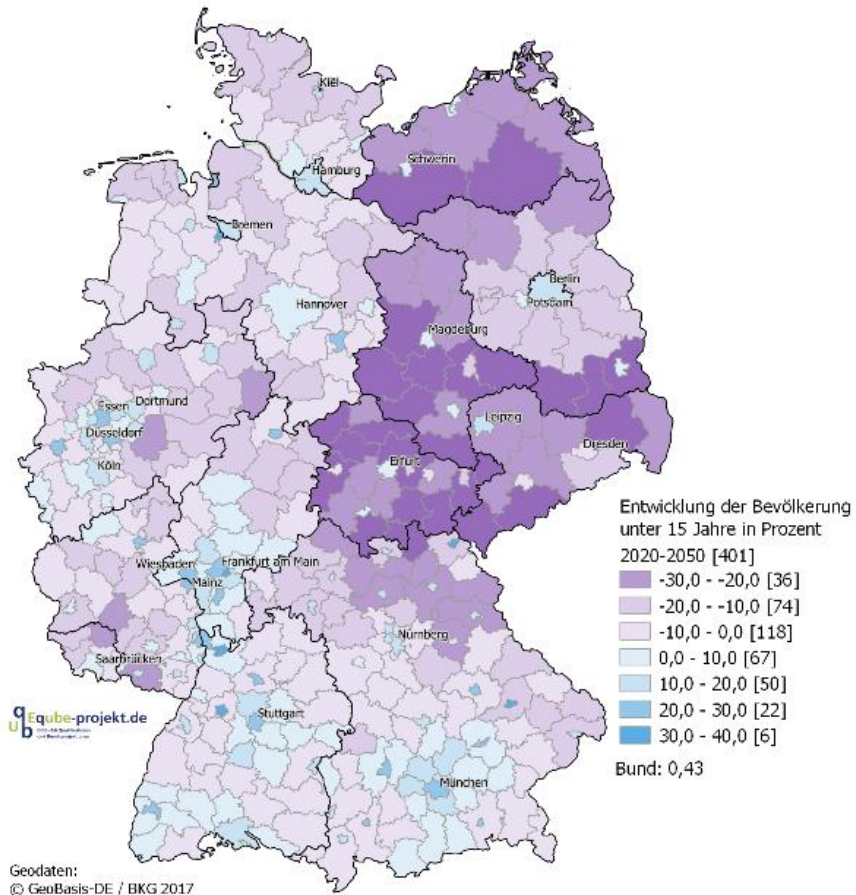 Kiel
Schwerin
Hamburg
Bremen
Berlin
Potsdam
Hannover
Magdeburg
Dortmund
Essen
Düsseldorf
Leipzig
Köln
Dresden
Erfurt
Wiesbaden
Frankfurt am Main
Mainz
Nürnberg
Saarbrücken
Stuttgart
München
Eqube-projekt.de
Entwicklung der Bevölkerung
unter 15 Jahre in Prozent
2020-2050 [401]
-30,0 - -20,0 [36]
-20,0 - -10,0 [74]
-10,0 - 0,0 [118]
0,0 - 10,0 [67]
10,0 - 20,0 [50]
20,0 - 30,0 [22]
30,0 - 40,0 [6]
Bund: 0,43
Geodaten:
© GeoBasis-DE / BKG 2017